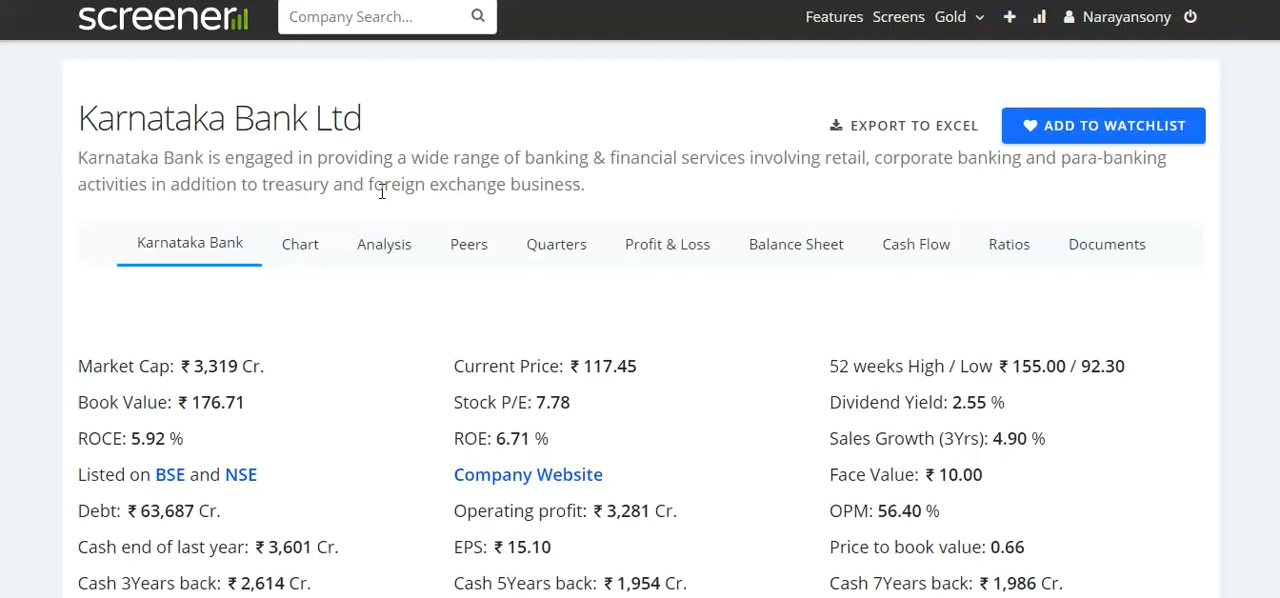 screener Company Search... Features Screens Gold Narayansony
Karnataka Bank Ltd EXPORT TO EXCEL ADD TO WATCHLIST
Karnataka Bank is engaged in providing a wide range of banking & financial services involving retail, corporate banking and para-banking
activities in addition to treasury and foreign exchange business.
Karnataka Bank Chart Analysis Peers Quarters Profit & Loss Balance Sheet Cash Flow Ratios Documents
Market Cap: ₹ 3,319 Cr. Current Price: ₹ 117.45 52 weeks High / Low ₹ 155.00 / 92.30
Book Value: ₹ 176.71 Stock P/E: 7.78 Dividend Yield: 2.55 %
ROCE: 5.92 % ROE: 6.71 % Sales Growth (3Yrs): 4.90 %
Listed on BSE and NSE Company Website Face Value: ₹ 10.00
Debt: ₹ 63,687 Cr. Operating profit: ₹ 3,281 Cr. OPM: 56.40 %
Cash end of last year: ₹ 3,601 Cr. EPS: ₹ 15.10 Price to book value: 0.66
Cash 3Years back: ₹ 2,614 Cr. Cash 5Years back: ₹ 1,954 Cr. Cash 7Years back: ₹ 1,986 Cr.